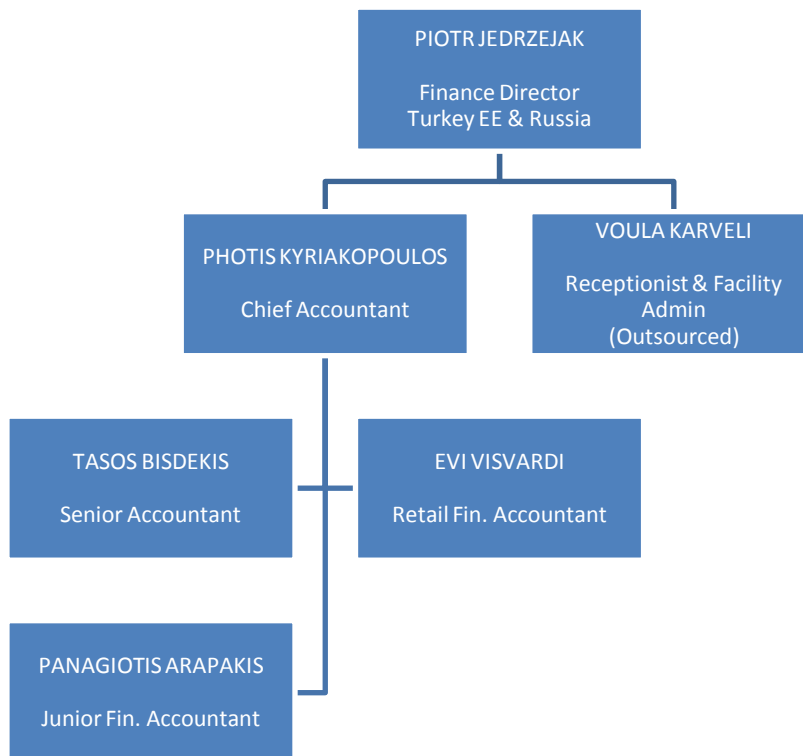 PIOTR JEDRZEJAK
Finance Director
Turkey EE & Russia
PHOTIS KYRIAKOPOULOS
Chief Accountant
VOULA KARVELI
Receptionist & Facility
Admin
(Outsourced)
TASOS BISDEKIS
Senior Accountant
EVI VISVARDI
Retail Fin. Accountant
PANAGIOTIS ARAPAKIS
Junior Fin. Accountant